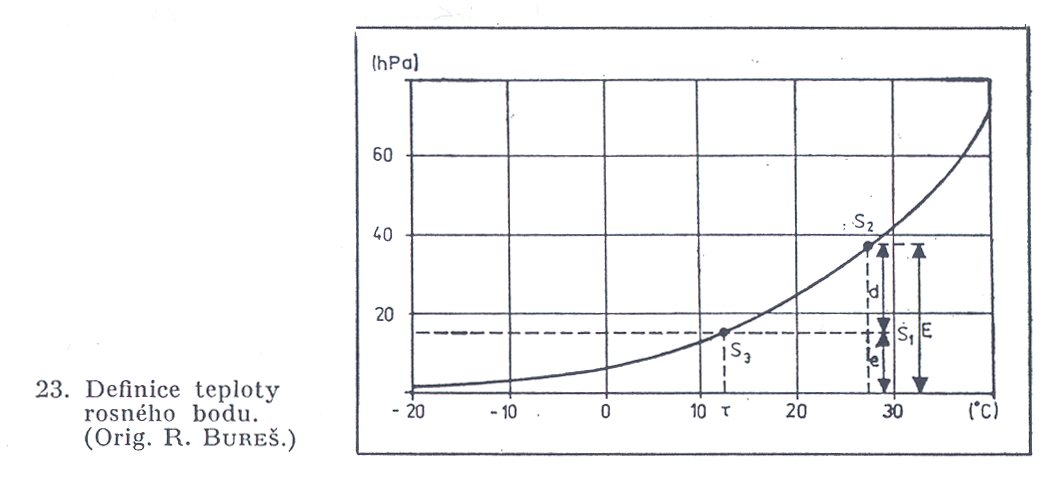 (hPa)
60
40
20
S₂
d
S₁
E
S₃
e
-20
-10
0
10
τ
20
30
(°C)
23. Definice teploty
rosného bodu.
(Orig. R. BUREŠ.)